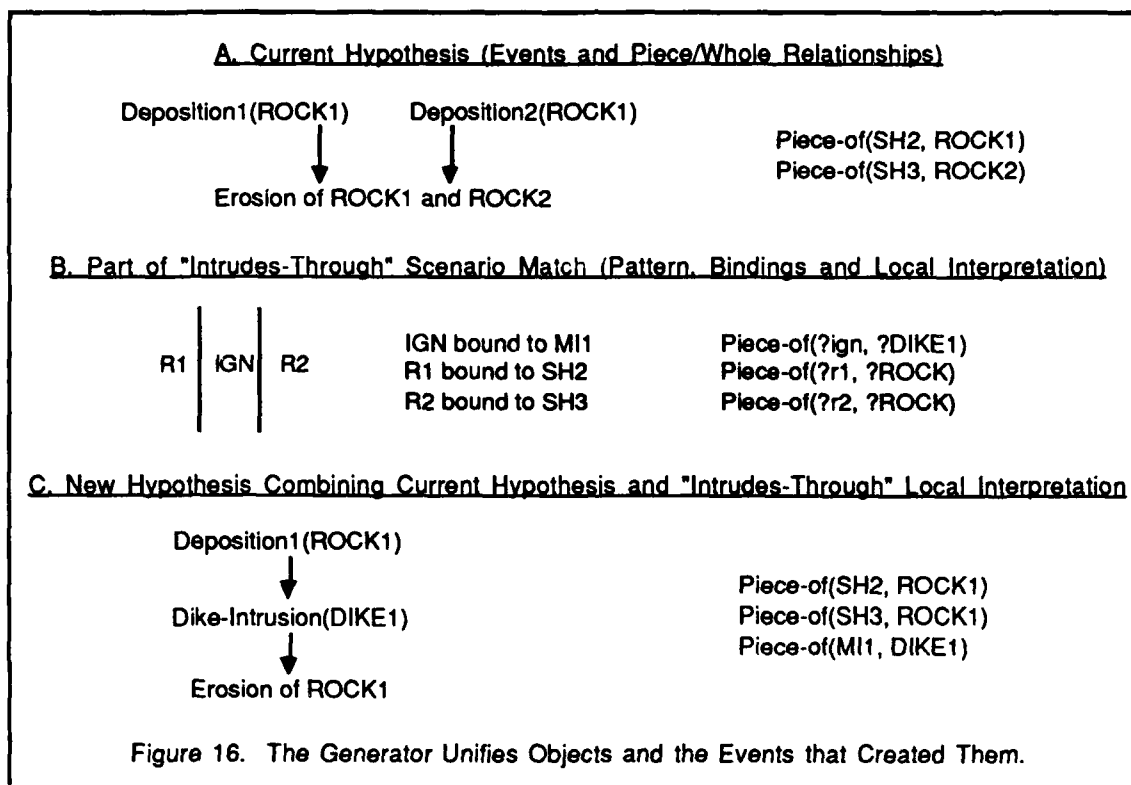 A. Current Hypothesis (Events and Piece/Whole Relationships)
Deposition1(ROCK1) Deposition2(ROCK1)
Erosion of ROCK1 and ROCK2
Piece-of(SH2, ROCK1)
Piece-of(SH3, ROCK2)
B. Part of "Intrudes-Through" Scenario Match (Pattern, Bindings and Local Interpretation)
R1 IGN R2
IGN bound to MI1
R1 bound to SH2
R2 bound to SH3
Piece-of(?ign, ?DIKE1)
Piece-of(?r1, ?ROCK)
Piece-of(?r2, ?ROCK)
C. New Hypothesis Combining Current Hypothesis and "Intrudes-Through" Local Interpretation
Deposition1(ROCK1)
Dike-Intrusion(DIKE1)
Erosion of ROCK1
Piece-of(SH2, ROCK1)
Piece-of(SH3, ROCK1)
Piece-of(MI1, DIKE1)
Figure 16. The Generator Unifies Objects and the Events that Created Them.